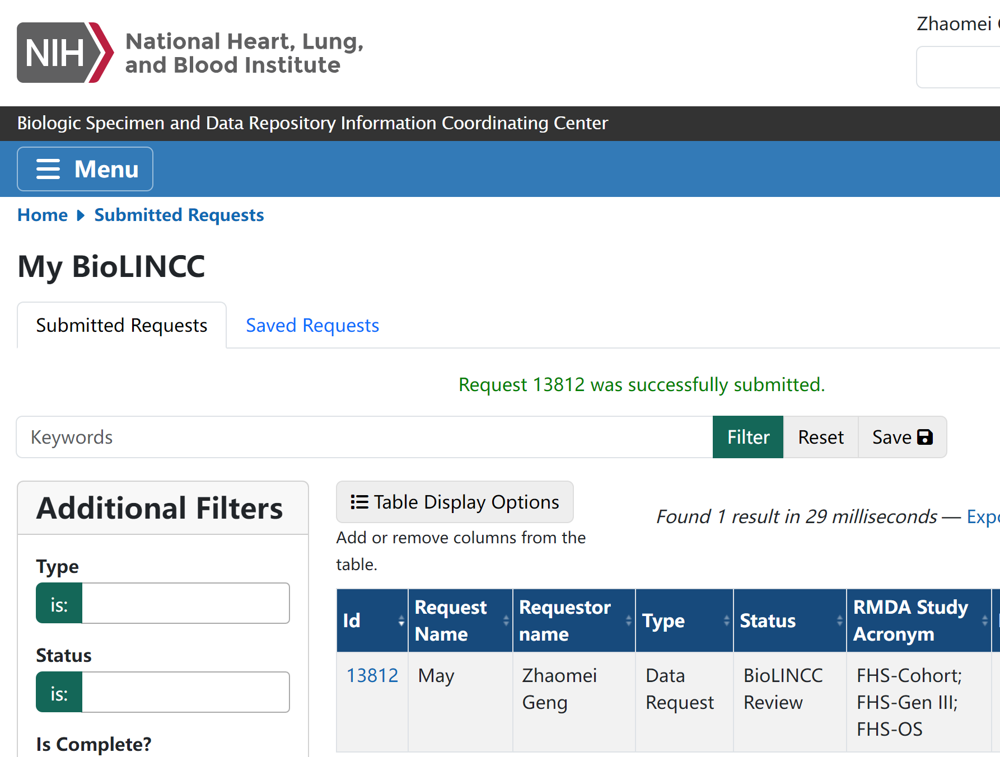 NIH
National Heart, Lung,
and Blood Institute
Zhaomei
Biologic Specimen and Data Repository Information Coordinating Center
Menu
Home
Submitted Requests
My BioLINCC
Submitted Requests
Saved Requests
Request 13812 was successfully submitted.
Keywords
Filter
Reset
Save
Additional Filters
Table Display Options
Add or remove columns from the
table.
Found 1 result in 29 milliseconds —
Type
is:
Status
is:
Is Complete?
Id
Request
Name
Requestor
name
Type
Status
RMDA Study
Acronym
13812
May
Zhaomei
Geng
Data
Request
BioLINCC
Review
FHS-Cohort;
FHS-Gen III;
FHS-OS